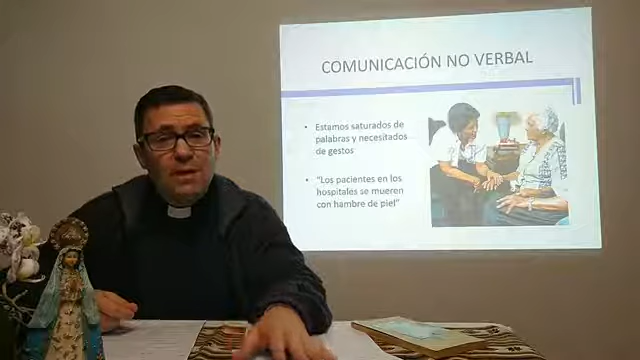 COMUNICACIÓN NO VERBAL
• Estamos saturados de
palabras y necesitados
de gestos
• “Los pacientes en los
hospitales se mueren
con hambre de piel”